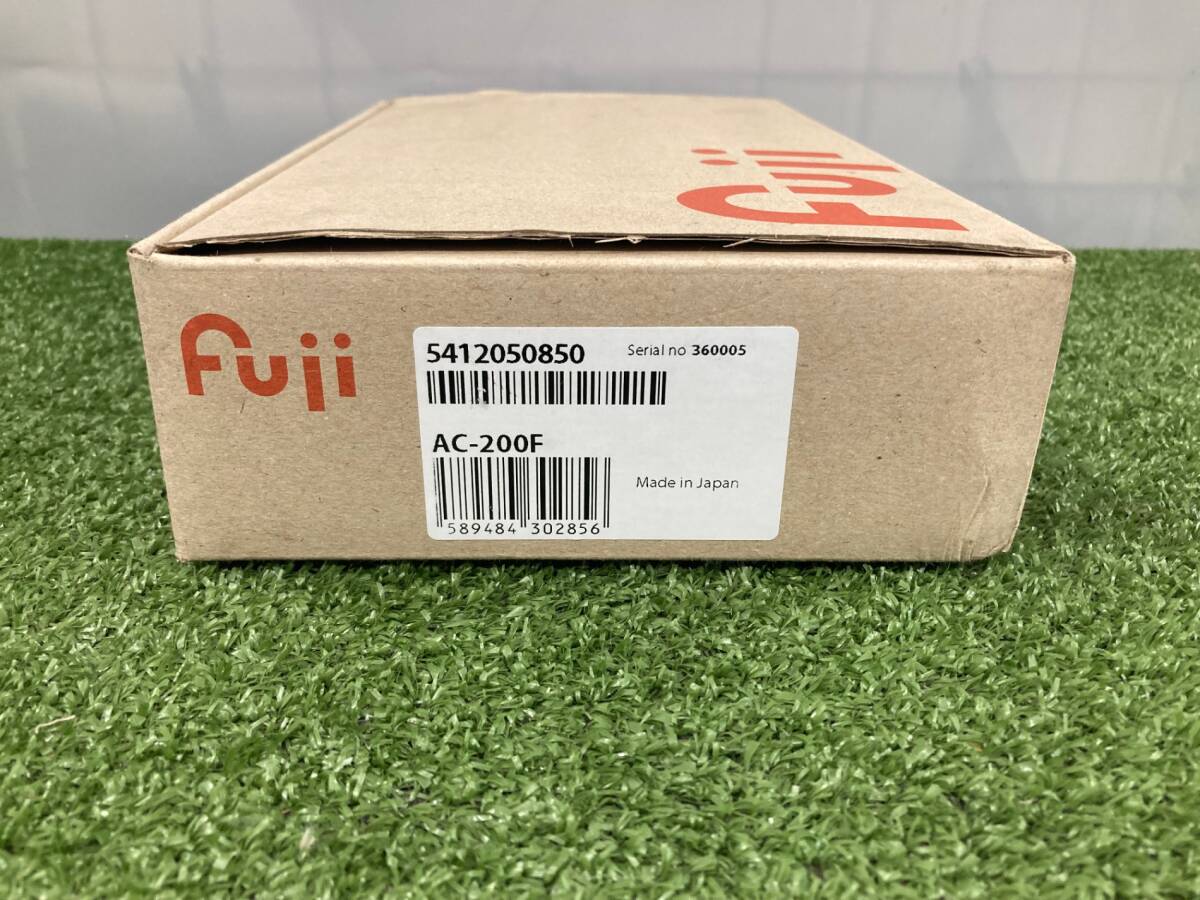 Fuji
Fuji
5412050850
Serial no 360005
AC-200F
Made in Japan
589484 302856